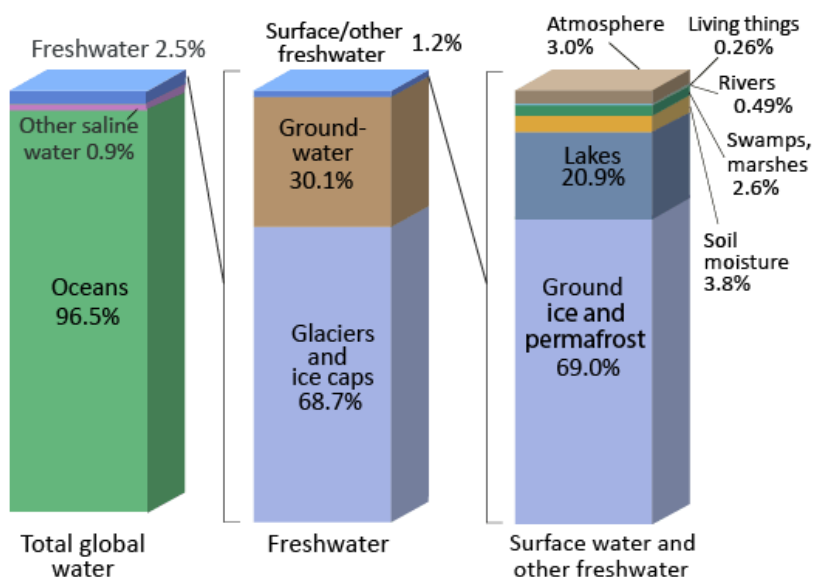 Freshwater 2.5%
Other saline
water 0.9%
Oceans
96.5%
Total global
water
Surface/other
freshwater 1.2%
Ground-
water
30.1%
Glaciers
and
ice caps
68.7%
Freshwater
Atmosphere
3.0%
Living things
0.26%
Rivers
0.49%
Swamps,
marshes
2.6%
Soil
moisture
3.8%
Lakes
20.9%
Ground
ice and
permafrost
69.0%
Surface water and
other freshwater